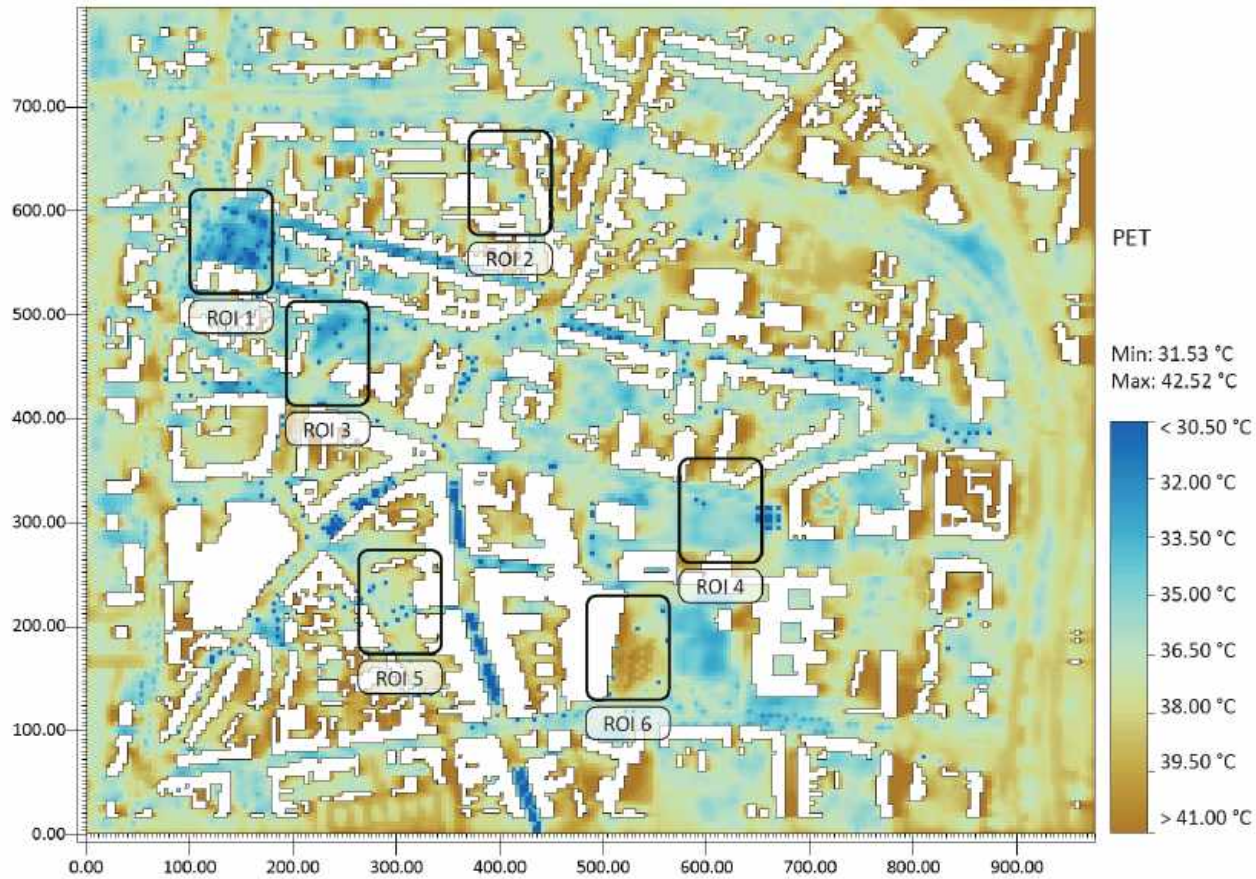 700.00
600.00
500.00
400.00
300.00
200.00
100.00
0.00
0.00 100.00 200.00 300.00 400.00 500.00 600.00 700.00 800.00 900.00
ROI 1
ROI 2
ROI 3
ROI 4
ROI 5
ROI 6
PET
Min: 31.53 °C
Max: 42.52 °C
< 30.50 °C
32.00 °C
33.50 °C
35.00 °C
36.50 °C
38.00 °C
39.50 °C
> 41.00 °C